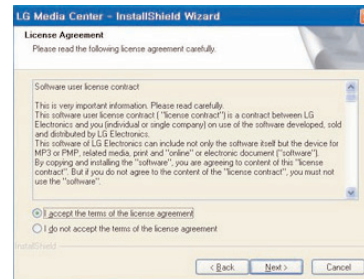 LG Media Center - InstallShield Wizard
License Agreement
Please read the following license agreement carefully.
Software user license contract
This is very important information. Please read carefully.
This software user license contract ( "license contract") is a contract between LG
Electronics and you (individual or single company) on use of the software developed, sold
and distributed by LG Electronics.
This software of LG Electronics can include not only the software itself but the device for
MP3 or PMP, related media, print and "online" or electronic document ("software").
By copying and installing the "software", you are agreeing to content of this "license
contract". But if you do not agree to the content of the "license contract", you must not
use the "software".
I accept the terms of the license agreement
I do not accept the terms of the license agreement
InstallShield
< Back
Next >
Cancel